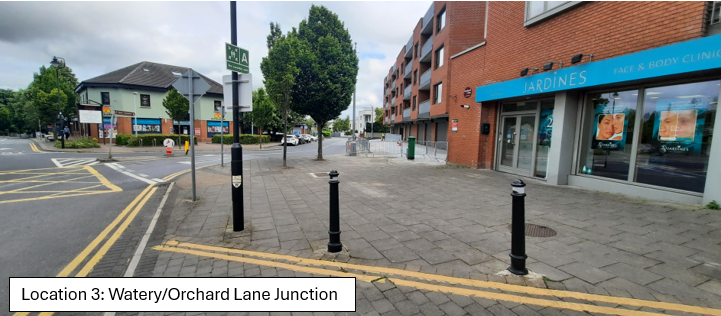 A
JARDINES
FACE & BODY CLINIC
Location 3: Watery/Orchard Lane Junction